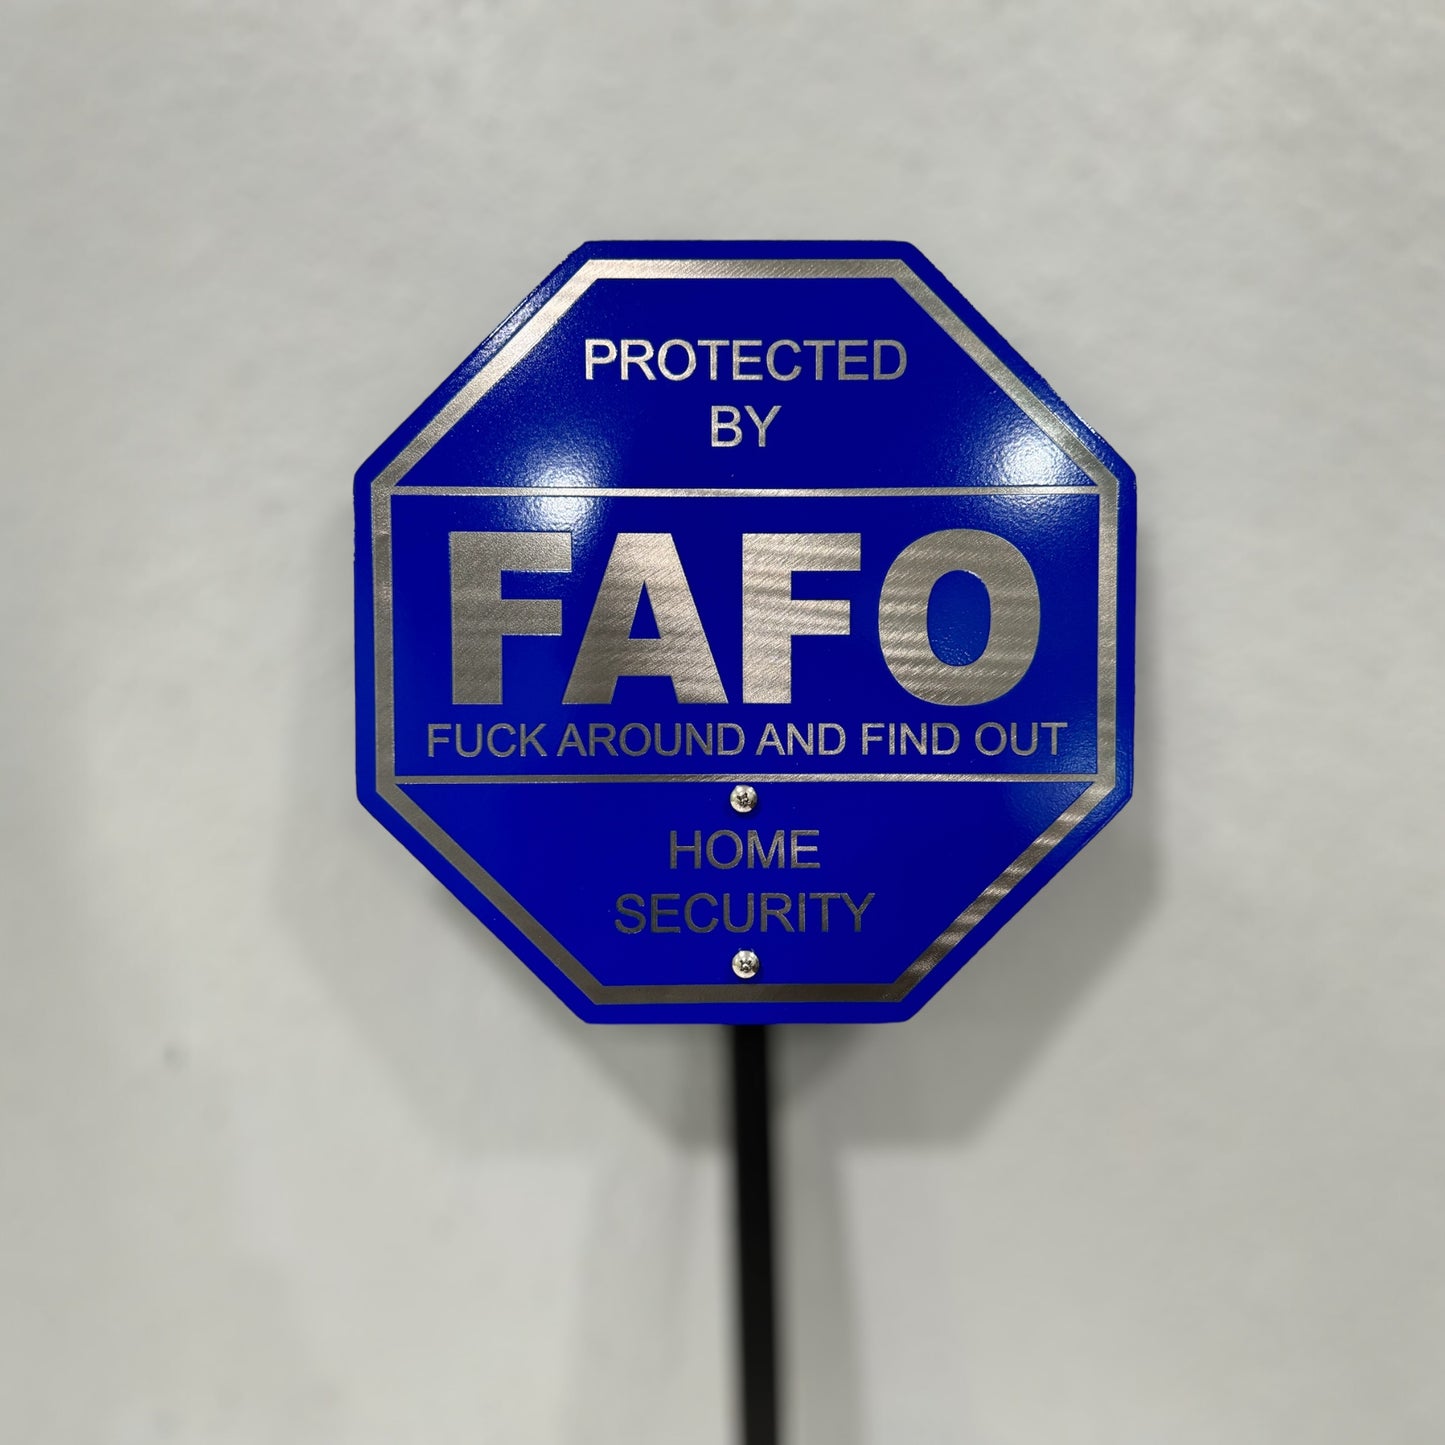 PROTECTED
BY
FAFO
FUCK AROUND AND FIND OUT
HOME
SECURITY